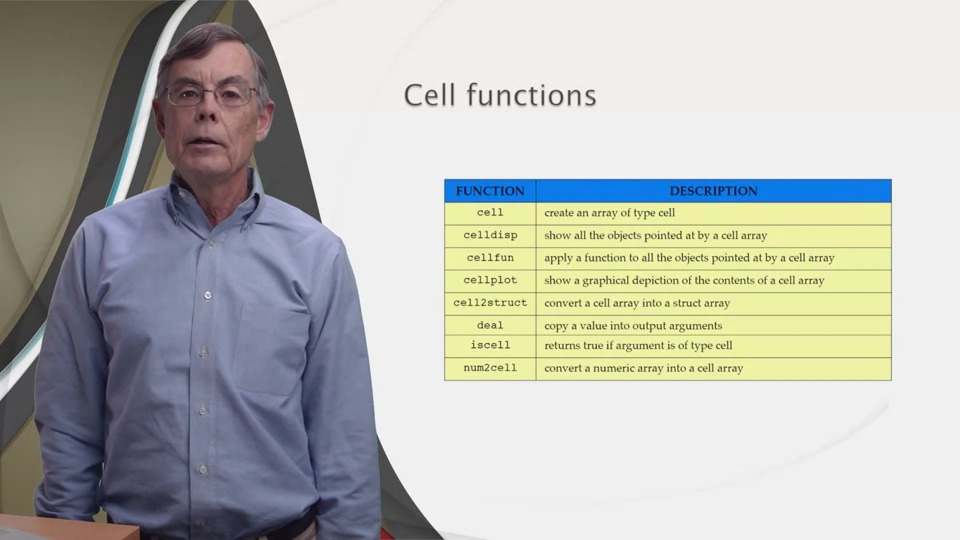 Cell functions
FUNCTION DESCRIPTION
cell create an array of type cell
celldisp show all the objects pointed at by a cell array
cellfun apply a function to all the objects pointed at by a cell array
cellplot show a graphical depiction of the contents of a cell array
cell2struct convert a cell array into a struct array
deal copy a value into output arguments
iscell returns true if argument is of type cell
num2cell convert a numeric array into a cell array